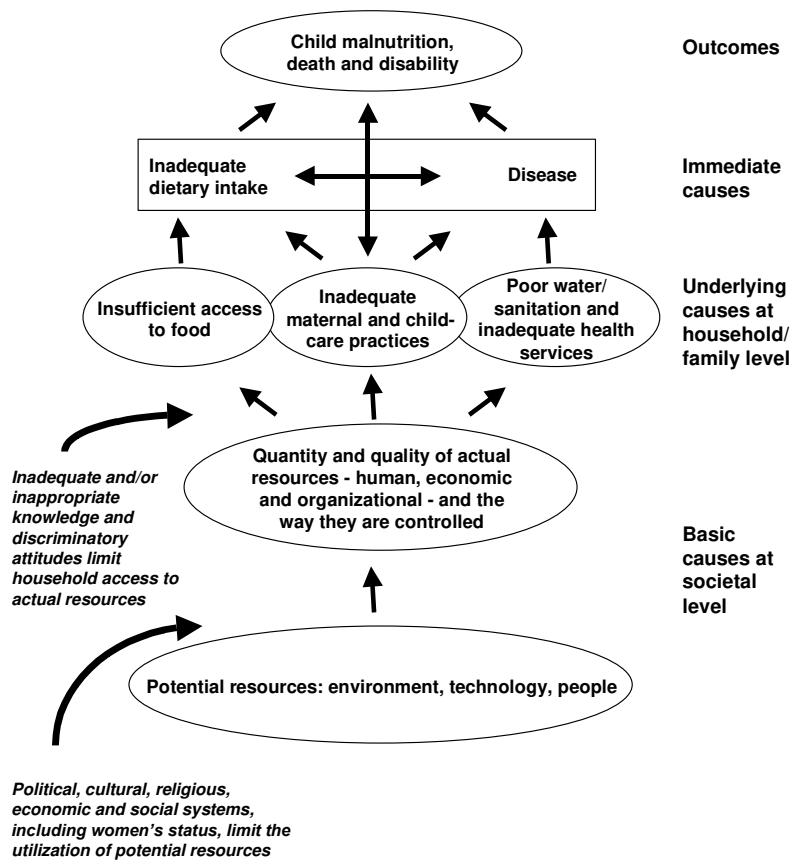 Child malnutrition,
death and disability
Outcomes
Inadequate
dietary intake
Disease
Immediate
causes
Insufficient access
to food
Inadequate
maternal and child-
care practices
Poor water/
sanitation and
inadequate health
services
Underlying
causes at
household/
family level
Quantity and quality of actual
resources - human, economic
and organizational - and the
way they are controlled
Inadequate and/or
inappropriate
knowledge and
discriminatory
attitudes limit
household access to
actual resources
Basic
causes at
societal
level
Potential resources: environment, technology, people
Political, cultural, religious,
economic and social systems,
including women's status, limit the
utilization of potential resources